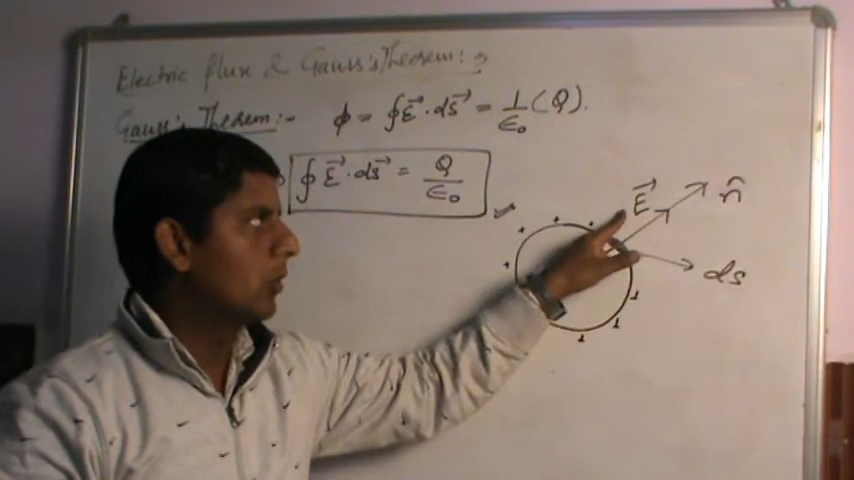 Electric flux & Gauss's Theorem:-
Gauss's Theorem:- ϕ = ∮E⃗ · ds⃗ = 1/ε₀ (Q).
∮E⃗ · ds⃗ = Q/ε₀
E⃗
n̂
ds